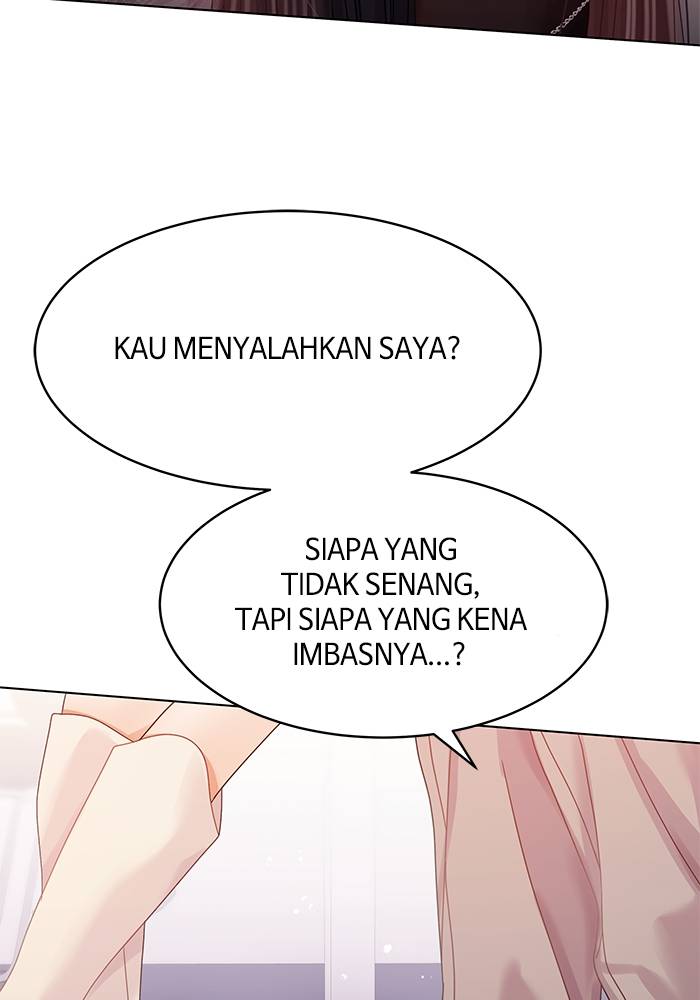 KAU MENYALAHKAN SAYA?
SIAPA YANG
TIDAK SENANG,
TAPI SIAPA YANG KENA
IMBASNYA...?